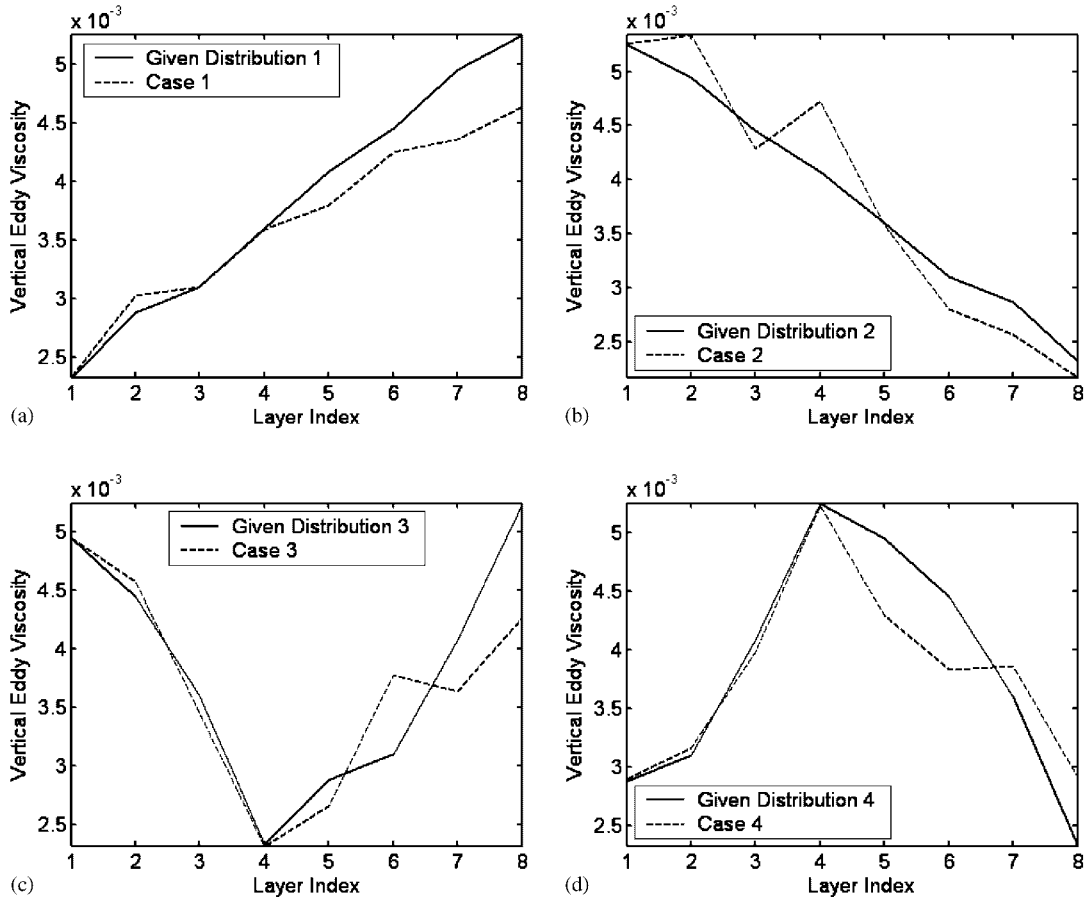 x 10-3
5
4.5
4
3.5
3
2.5
Vertical Eddy Viscosity
Given Distribution 1
Case 1
1 2 3 4 5 6 7 8
Layer Index
(a)
x 10-3
5
4.5
4
3.5
3
2.5
Vertical Eddy Viscosity
Given Distribution 2
Case 2
1 2 3 4 5 6 7 8
Layer Index
(b)
x 10-3
5
4.5
4
3.5
3
2.5
Vertical Eddy Viscosity
Given Distribution 3
Case 3
1 2 3 4 5 6 7 8
Layer Index
(c)
x 10-3
5
4.5
4
3.5
3
2.5
Vertical Eddy Viscosity
Given Distribution 4
Case 4
1 2 3 4 5 6 7 8
Layer Index
(d)